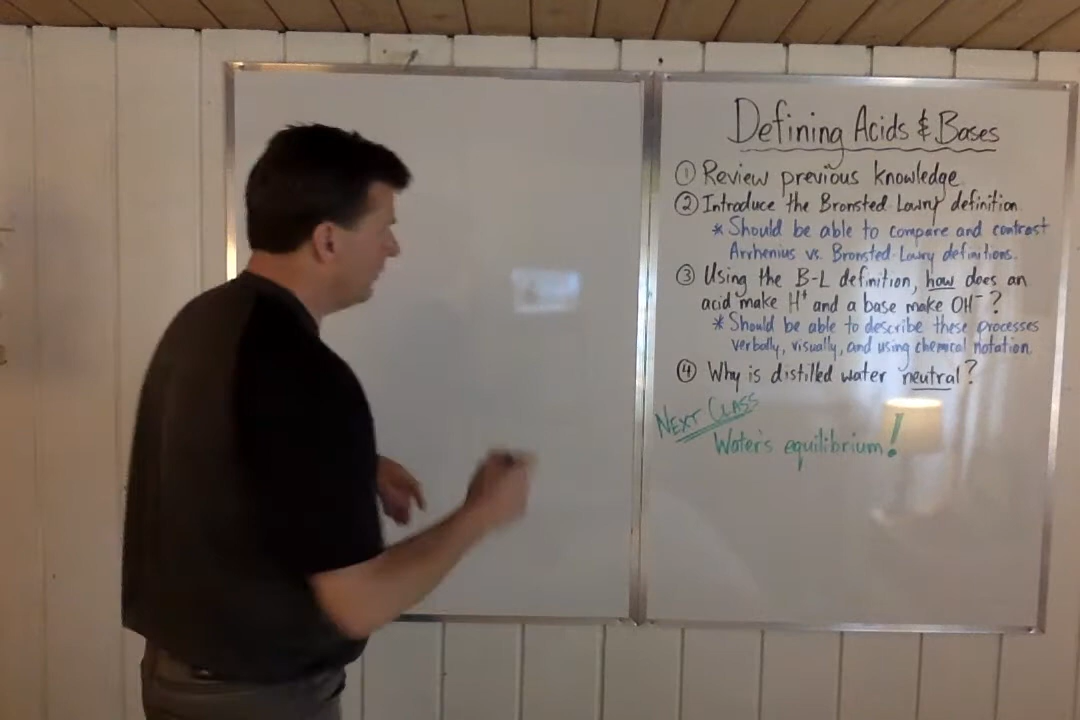 Defining Acids & Bases
① Review previous knowledge
② Introduce the Bronsted Lowry definition
* Should be able to compare and contrast
Arrhenius vs. Bronsted-Lowry definitions.
③ Using the B-L definition, how does an
acid make H⁺ and a base make OH⁻?
* Should be able to describe these processes
verbally, visually, and using chemical notation.
④ Why is distilled water neutral?
NEXT CLASS
Water's equilibrium!